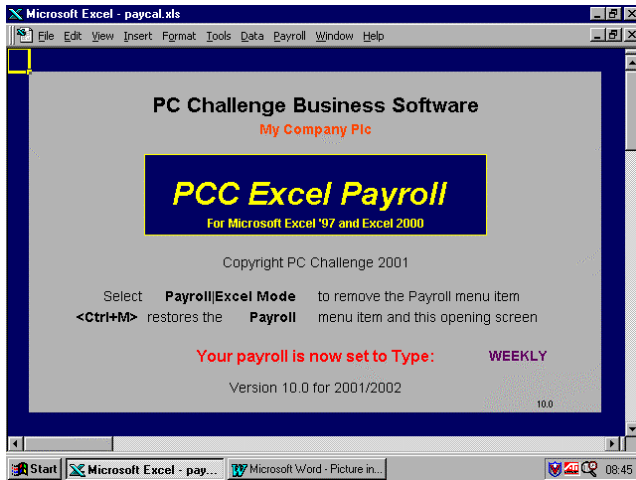 Microsoft Excel - paycal.xls
File Edit View Insert Format Tools Data Payroll Window Help
PC Challenge Business Software
My Company Plc
PCC Excel Payroll
For Microsoft Excel '97 and Excel 2000
Copyright PC Challenge 2001
Select Payroll|Excel Mode to remove the Payroll menu item
<Ctrl+M> restores the Payroll menu item and this opening screen
Your payroll is now set to Type: WEEKLY
Version 10.0 for 2001/2002
10.0
Start Microsoft Excel - pay... Microsoft Word - Picture in... ATI 08:45